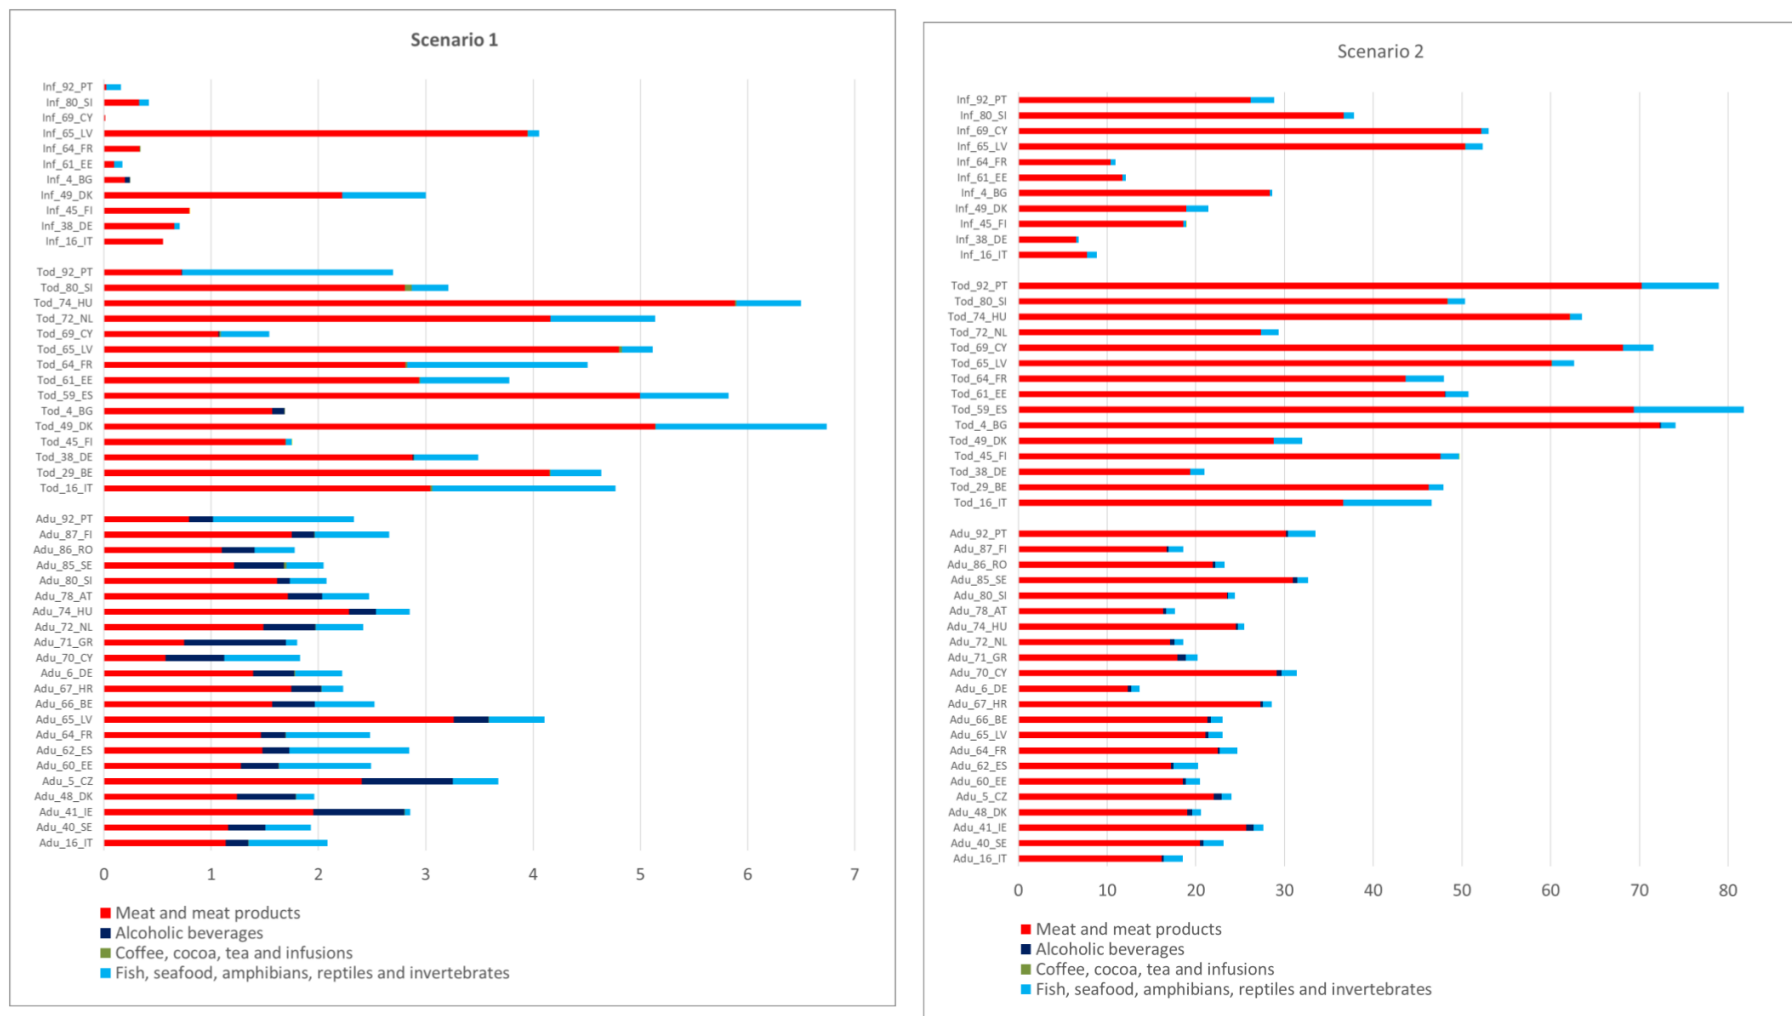 Scenario 1
Inf_92_PT
Inf_80_SI
Inf_69_CY
Inf_65_LV
Inf_64_FR
Inf_61_EE
Inf_4_BG
Inf_49_DK
Inf_45_FI
Inf_38_DE
Inf_16_IT
Tod_92_PT
Tod_80_SI
Tod_74_HU
Tod_72_NL
Tod_69_CY
Tod_65_LV
Tod_64_FR
Tod_61_EE
Tod_59_ES
Tod_4_BG
Tod_49_DK
Tod_45_FI
Tod_38_DE
Tod_29_BE
Tod_16_IT
Adu_92_PT
Adu_87_FI
Adu_86_RO
Adu_85_SE
Adu_80_SI
Adu_78_AT
Adu_74_HU
Adu_72_NL
Adu_71_GR
Adu_70_CY
Adu_6_DE
Adu_67_HR
Adu_66_BE
Adu_65_LV
Adu_64_FR
Adu_62_ES
Adu_60_EE
Adu_5_CZ
Adu_48_DK
Adu_41_IE
Adu_40_SE
Adu_16_IT
0 1 2 3 4 5 6 7
Meat and meat products
Alcoholic beverages
Coffee, cocoa, tea and infusions
Fish, seafood, amphibians, reptiles and invertebrates
Scenario 2
Inf_92_PT
Inf_80_SI
Inf_69_CY
Inf_65_LV
Inf_64_FR
Inf_61_EE
Inf_4_BG
Inf_49_DK
Inf_45_FI
Inf_38_DE
Inf_16_IT
Tod_92_PT
Tod_80_SI
Tod_74_HU
Tod_72_NL
Tod_69_CY
Tod_65_LV
Tod_64_FR
Tod_61_EE
Tod_59_ES
Tod_4_BG
Tod_49_DK
Tod_45_FI
Tod_38_DE
Tod_29_BE
Tod_16_IT
Adu_92_PT
Adu_87_FI
Adu_86_RO
Adu_85_SE
Adu_80_SI
Adu_78_AT
Adu_74_HU
Adu_72_NL
Adu_71_GR
Adu_70_CY
Adu_6_DE
Adu_67_HR
Adu_66_BE
Adu_65_LV
Adu_64_FR
Adu_62_ES
Adu_60_EE
Adu_5_CZ
Adu_48_DK
Adu_41_IE
Adu_40_SE
Adu_16_IT
0 10 20 30 40 50 60 70 80
Meat and meat products
Alcoholic beverages
Coffee, cocoa, tea and infusions
Fish, seafood, amphibians, reptiles and invertebrates